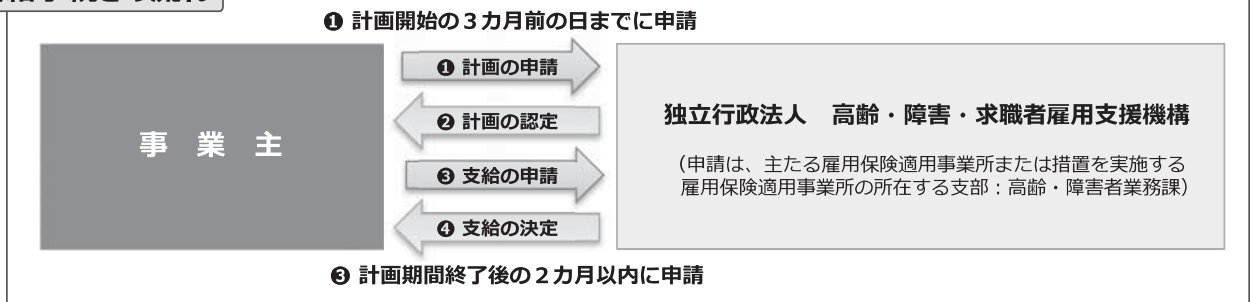 ❶ 計画開始の３カ月前の日までに申請
事　業　主
❶ 計画の申請
❷ 計画の認定
❸ 支給の申請
❹ 支給の決定
独立行政法人　高齢・障害・求職者雇用支援機構
（申請は、主たる雇用保険適用事業所または措置を実施する
雇用保険適用事業所の所在する支部：高齢・障害者業務課）
❸ 計画期間終了後の２カ月以内に申請